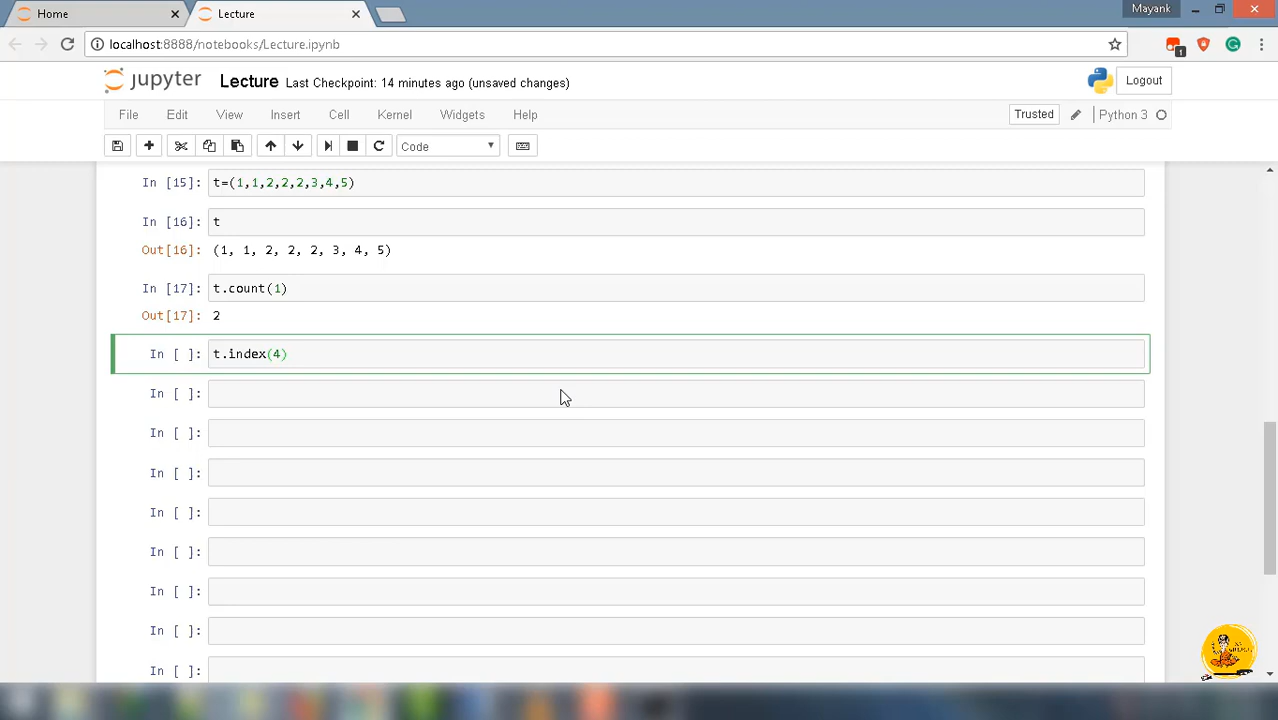 Home
Lecture
Mayank
localhost:8888/notebooks/Lecture.ipynb
1
jupyter Lecture Last Checkpoint: 14 minutes ago (unsaved changes)
Logout
File Edit View Insert Cell Kernel Widgets Help
Trusted
Python 3
Code
In [15]: t=(1,1,2,2,2,3,4,5)
In [16]: t
Out[16]: (1, 1, 2, 2, 2, 3, 4, 5)
In [17]: t.count(1)
Out[17]: 2
In [ ]: t.index(4)
In [ ]:
In [ ]:
In [ ]:
In [ ]:
In [ ]:
In [ ]:
In [ ]:
In [ ]: